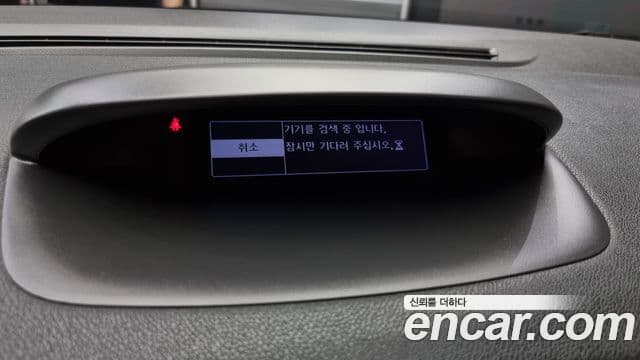 기기를 검색 중 입니다.
취소
잠시만 기다려 주십시오.
신뢰를 더하다
encar.com